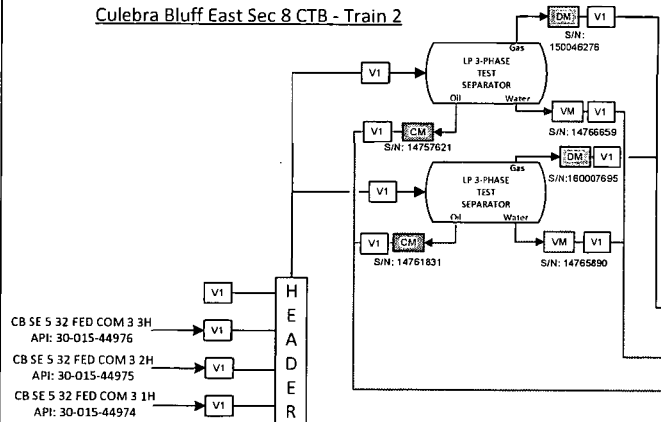 Culebra Bluff East Sec 8 CTB - Train 2
DM
V1
Gas
S/N:
150046276
V1
LP 3-PHASE
TEST
SEPARATOR
Oil
Water
VM
V1
S/N: 14766659
V1
CM
S/N: 14757621
Gas
DM
V1
S/N:160007695
V1
LP 3-PHASE
TEST
SEPARATOR
Oil
Water
V1
CM
S/N: 14761831
VM
V1
S/N: 14765890
V1
HEADER
CB SE 5 32 FED COM 3 3H
API: 30-015-44976
V1
CB SE 5 32 FED COM 3 2H
API: 30-015-44975
V1
CB SE 5 32 FED COM 3 1H
API: 30-015-44974
V1